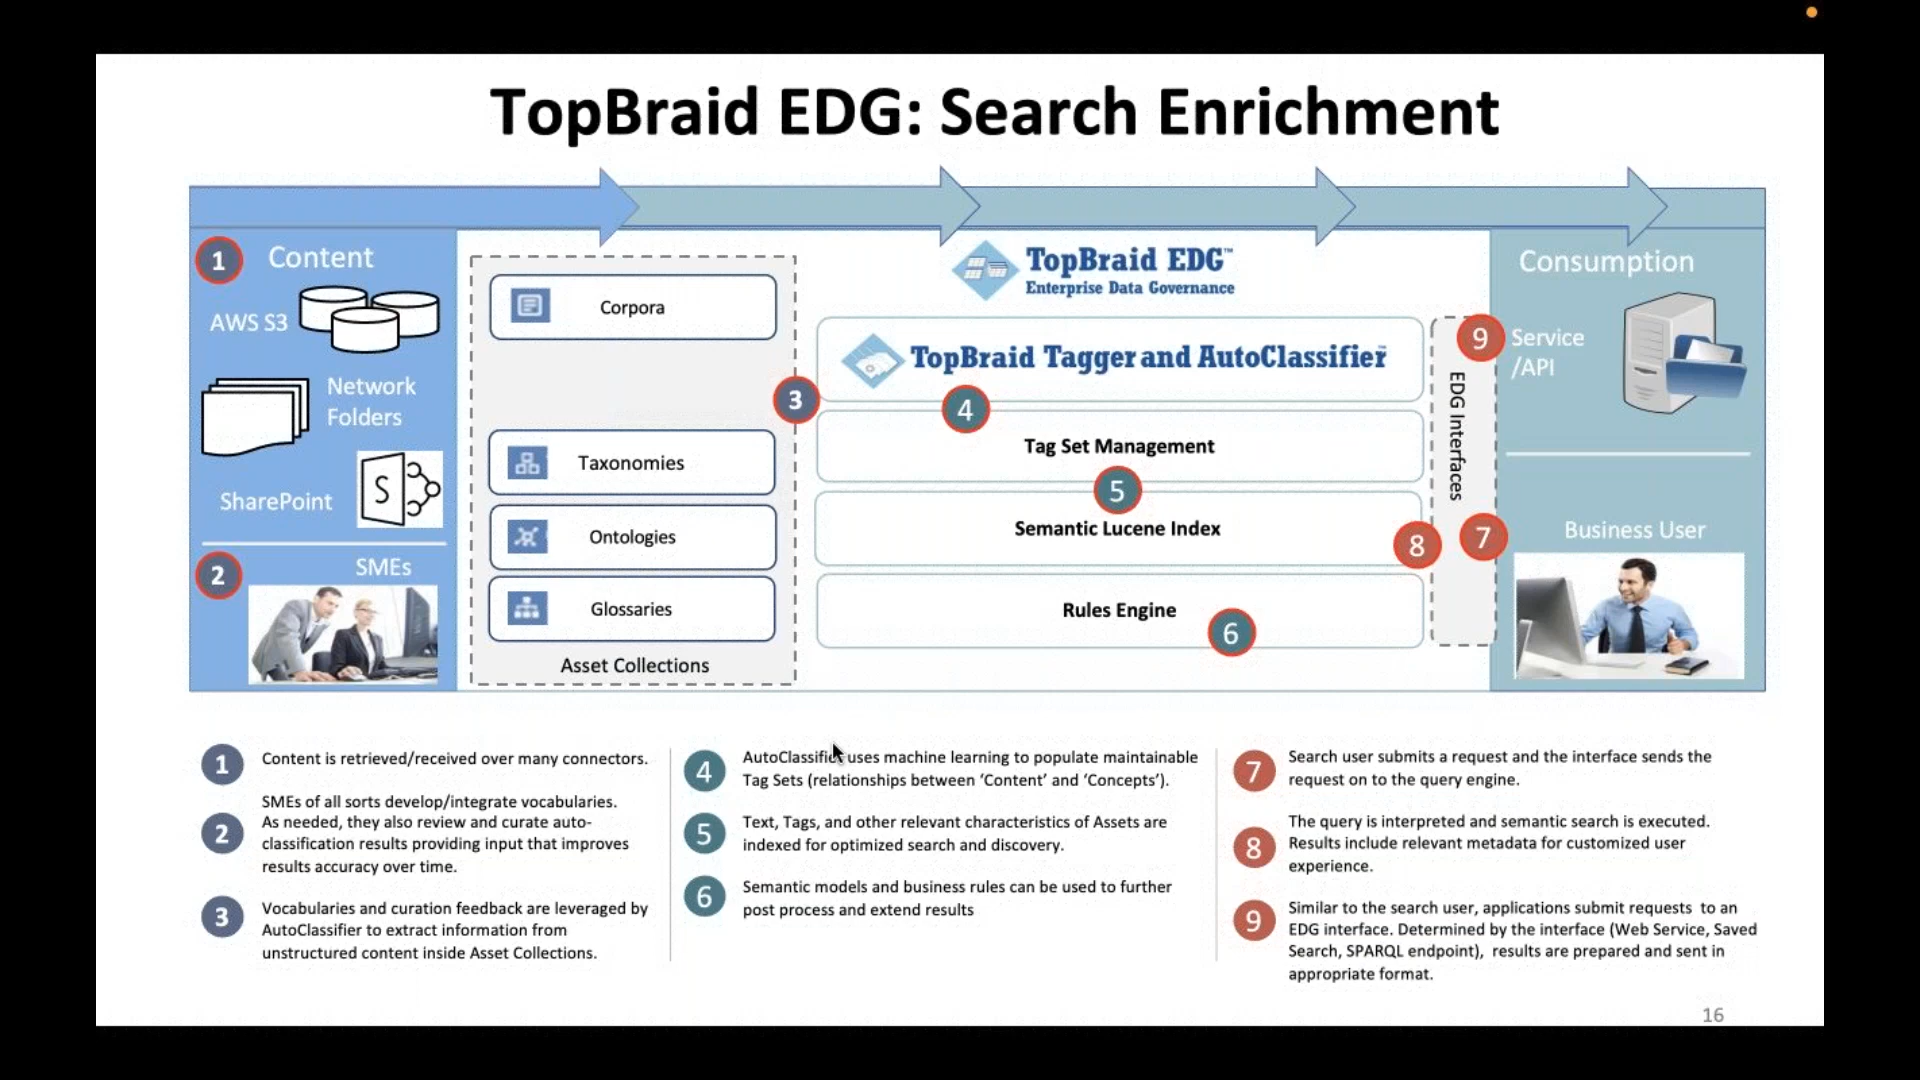 TopBraid EDG: Search Enrichment
1
Content
AWS S3
Network
Folders
S
SharePoint
2
SMEs
Corpora
Taxonomies
Ontologies
Glossaries
Asset Collections
3
TopBraid EDG™
Enterprise Data Governance
TopBraid Tagger and AutoClassifier™
4
Tag Set Management
5
Semantic Lucene Index
Rules Engine
6
EDG Interfaces
9
8
7
Consumption
Service
/API
Business User
1
Content is retrieved/received over many connectors.
2
SMEs of all sorts develop/integrate vocabularies.
As needed, they also review and curate auto-
classification results providing input that improves
results accuracy over time.
3
Vocabularies and curation feedback are leveraged by
AutoClassifier to extract information from
unstructured content inside Asset Collections.
4
AutoClassifier uses machine learning to populate maintainable
Tag Sets (relationships between ‘Content’ and ‘Concepts’).
5
Text, Tags, and other relevant characteristics of Assets are
indexed for optimized search and discovery.
6
Semantic models and business rules can be used to further
post process and extend results
7
Search user submits a request and the interface sends the
request on to the query engine.
8
The query is interpreted and semantic search is executed.
Results include relevant metadata for customized user
experience.
9
Similar to the search user, applications submit requests to an
EDG interface. Determined by the interface (Web Service, Saved
Search, SPARQL endpoint), results are prepared and sent in
appropriate format.
16